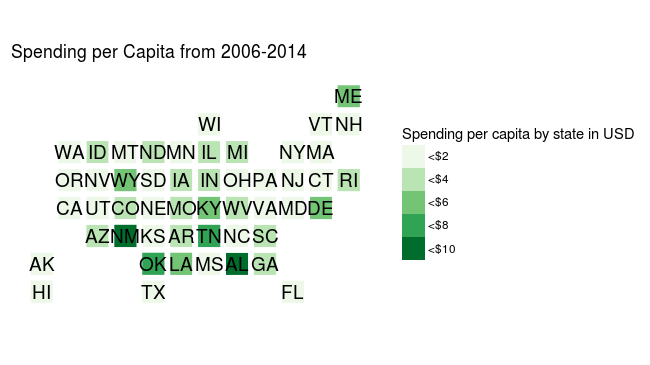 Spending per Capita from 2006-2014
ME
WI VT NH
WA ID MT ND MN IL MI NY MA
OR NV WY SD IA IN OH PA NJ CT RI
CA UT CO NE MO KY WV VA MD DE
AZ NM KS AR TN NC SC
AK OK LA MS AL GA
HI TX FL
Spending per capita by state in USD
<$2
<$4
<$6
<$8
<$10